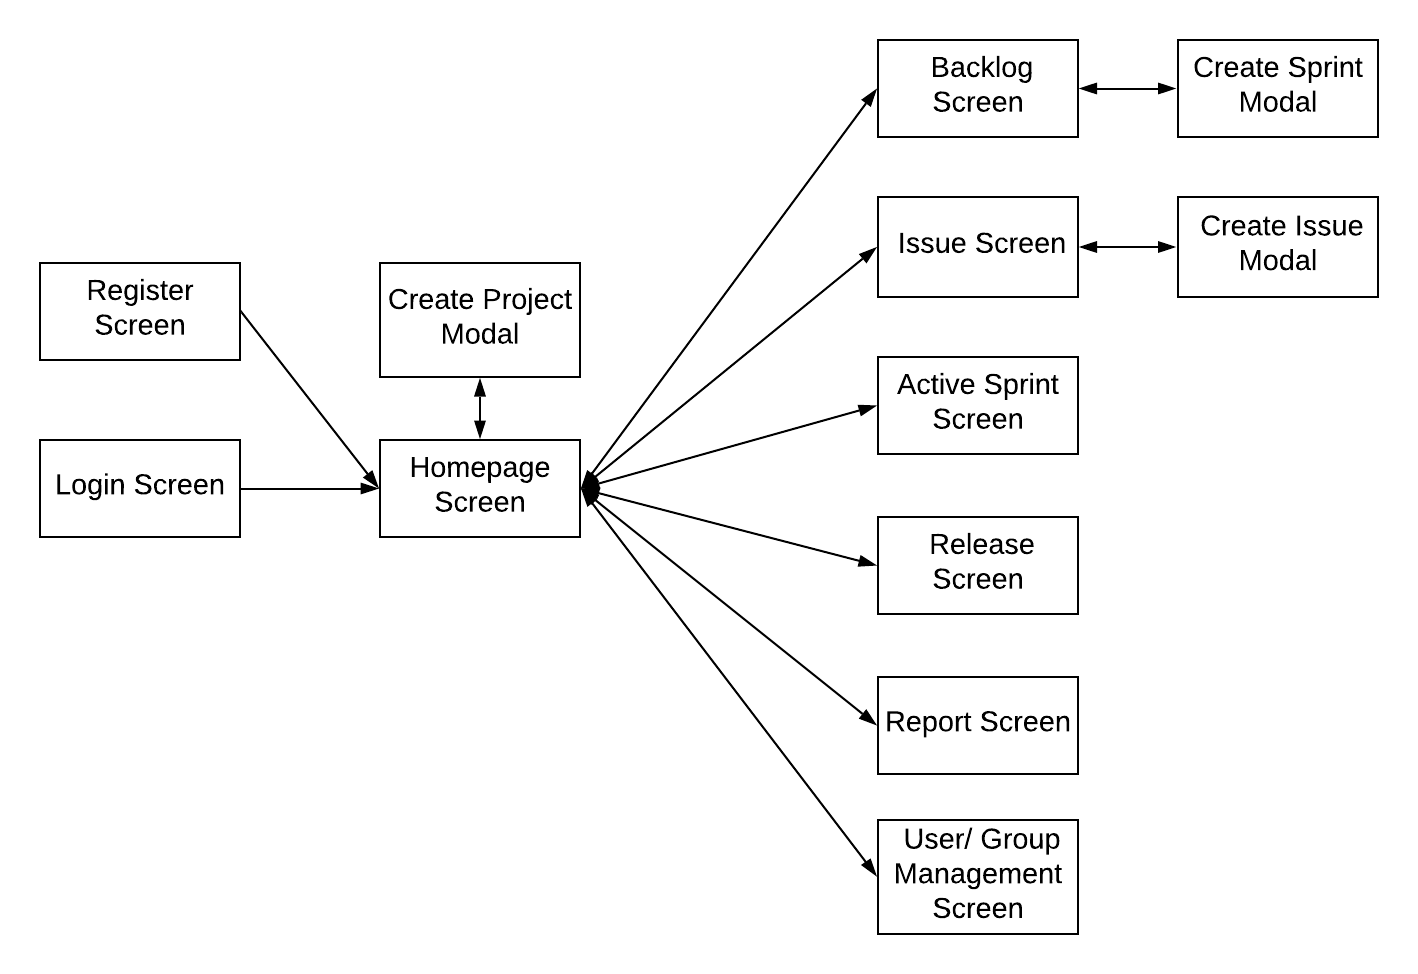 Backlog
Screen
Create Sprint
Modal
Issue Screen
Create Issue
Modal
Register
Screen
Create Project
Modal
Active Sprint
Screen
Login Screen
Homepage
Screen
Release
Screen
Report Screen
User/ Group
Management
Screen